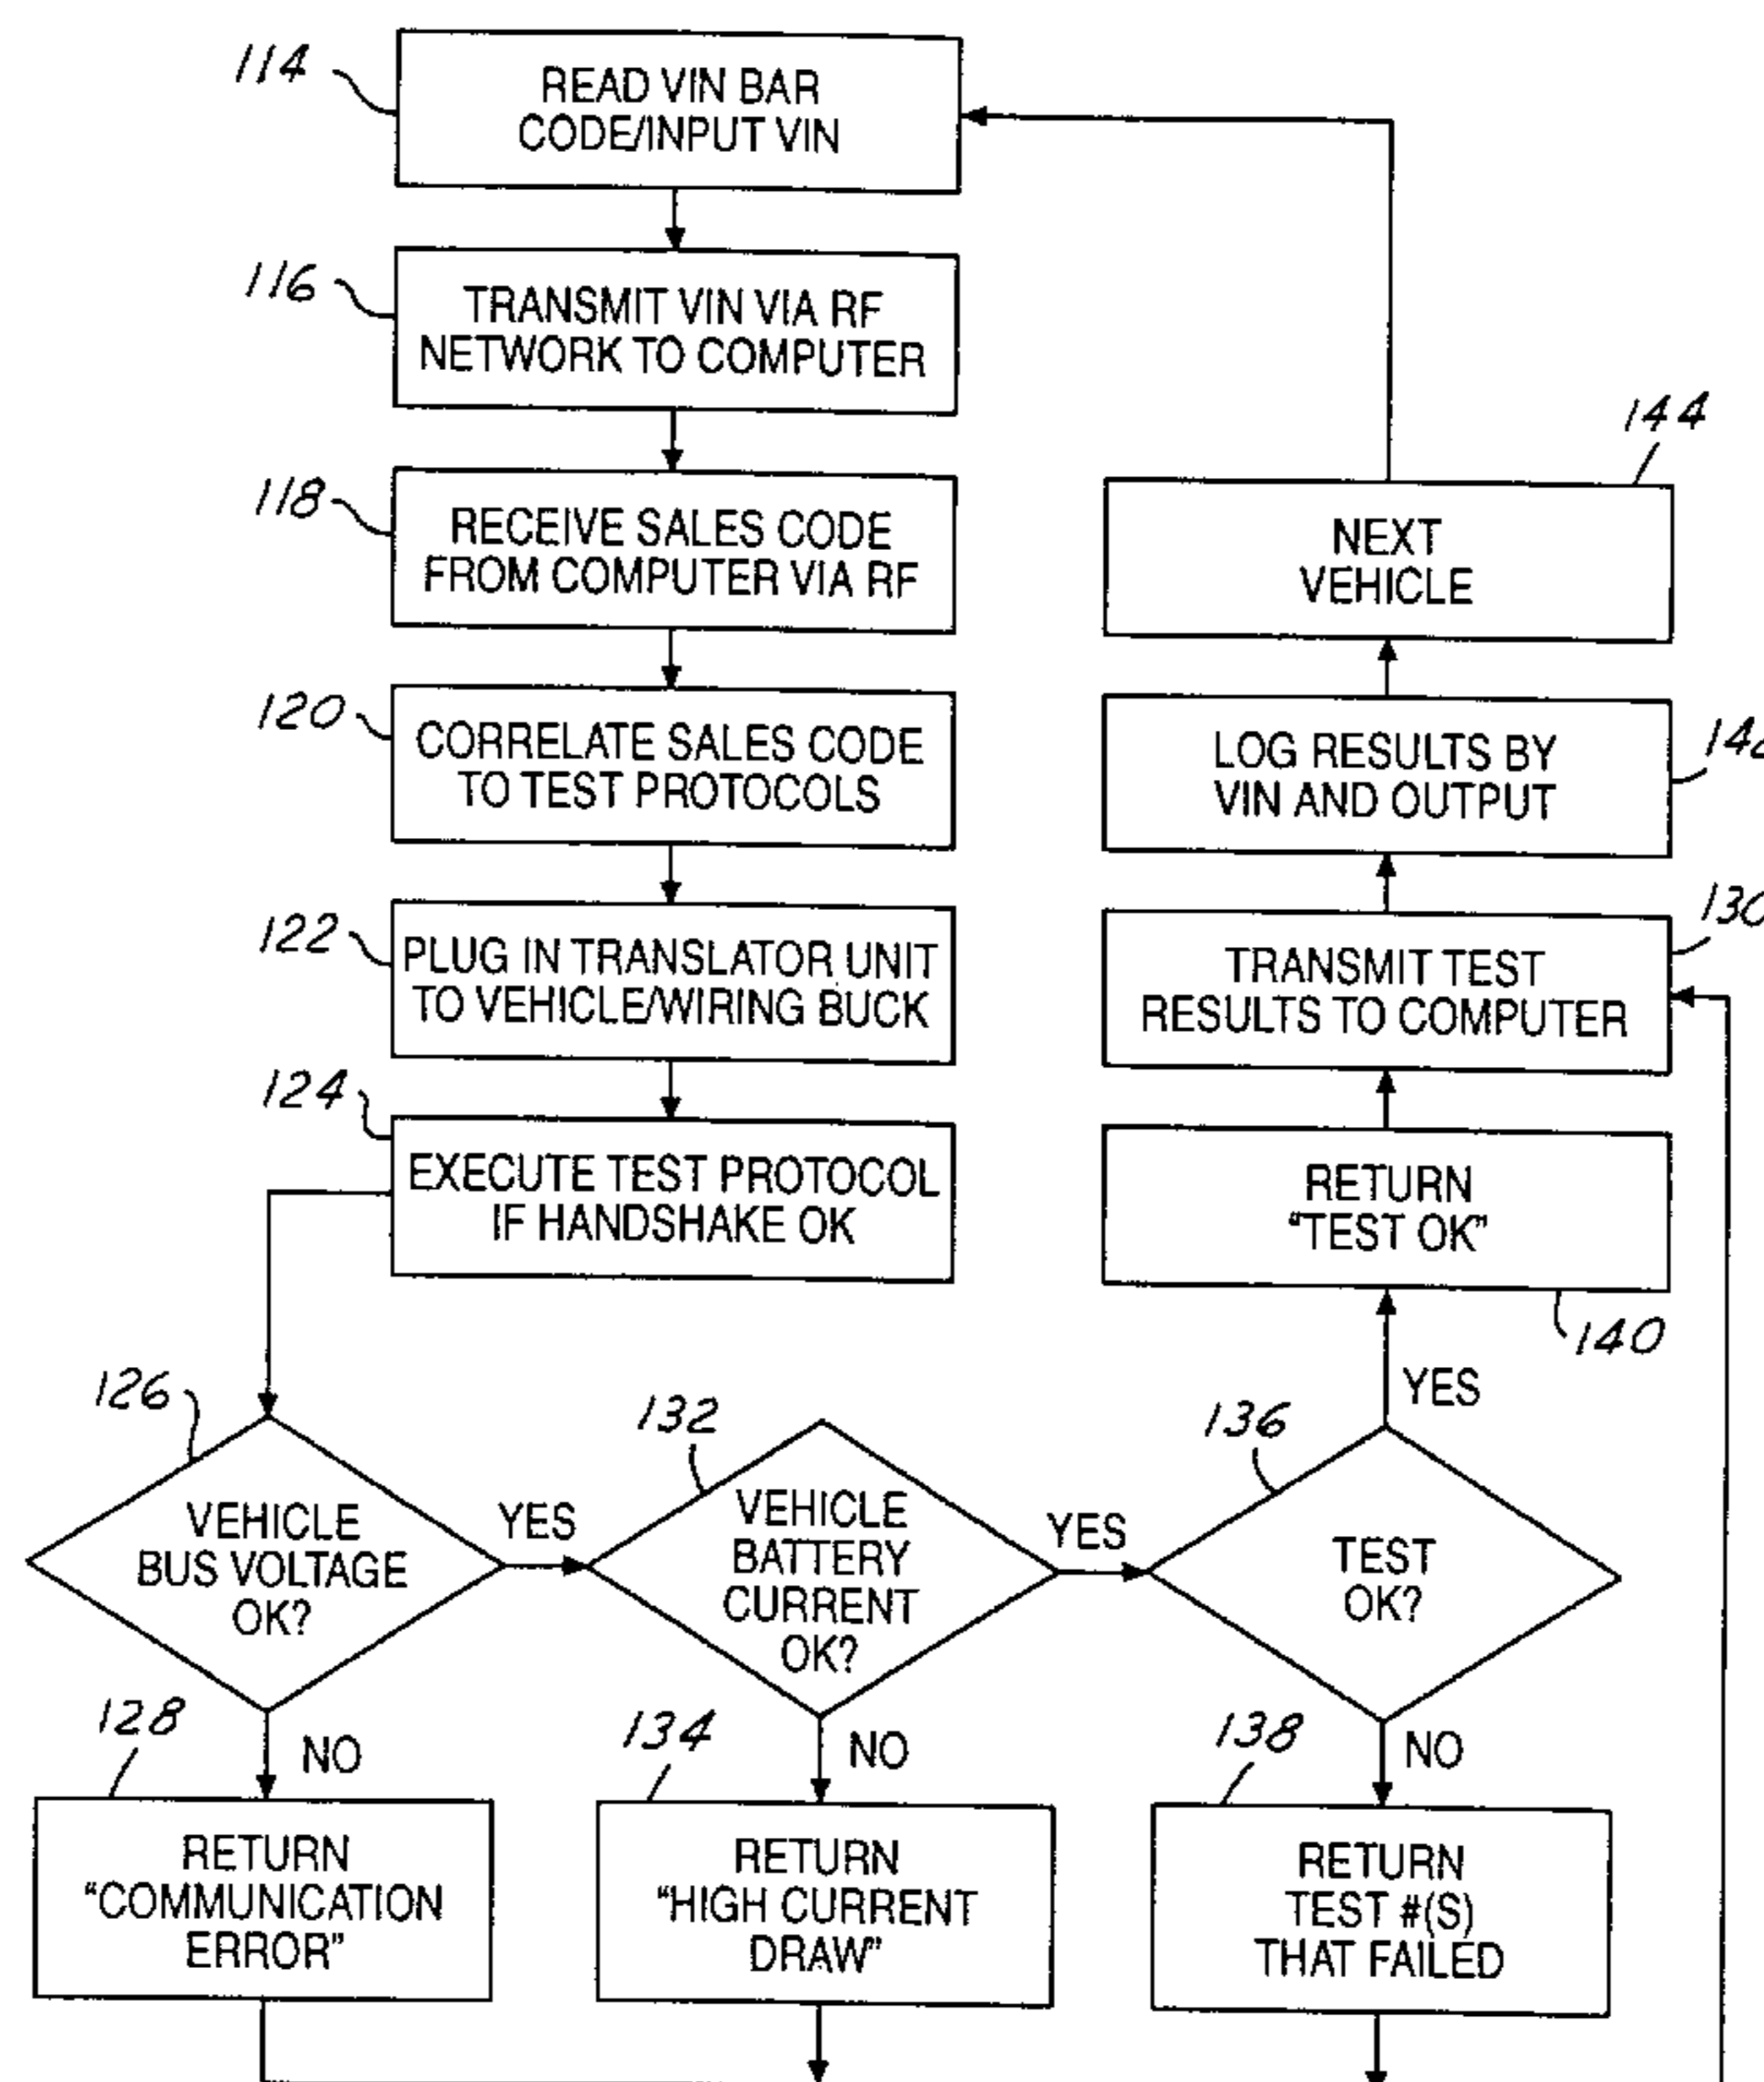 114
READ VIN BAR
CODE/INPUT VIN
116
TRANSMIT VIN VIA RF
NETWORK TO COMPUTER
144
118
RECEIVE SALES CODE
FROM COMPUTER VIA RF
NEXT
VEHICLE
120
CORRELATE SALES CODE
TO TEST PROTOCOLS
LOG RESULTS BY
VIN AND OUTPUT
122
PLUG IN TRANSLATOR UNIT
TO VEHICLE/WIRING BUCK
130
TRANSMIT TEST
RESULTS TO COMPUTER
124
EXECUTE TEST PROTOCOL
IF HANDSHAKE OK
RETURN
“TEST OK”
140
126
VEHICLE
BUS VOLTAGE
OK?
YES
132
VEHICLE
BATTERY
CURRENT
OK?
YES
136
TEST
OK?
YES
128
NO
RETURN
“COMMUNICATION
ERROR”
134
NO
RETURN
“HIGH CURRENT
DRAW”
138
NO
RETURN
TEST #(S)
THAT FAILED